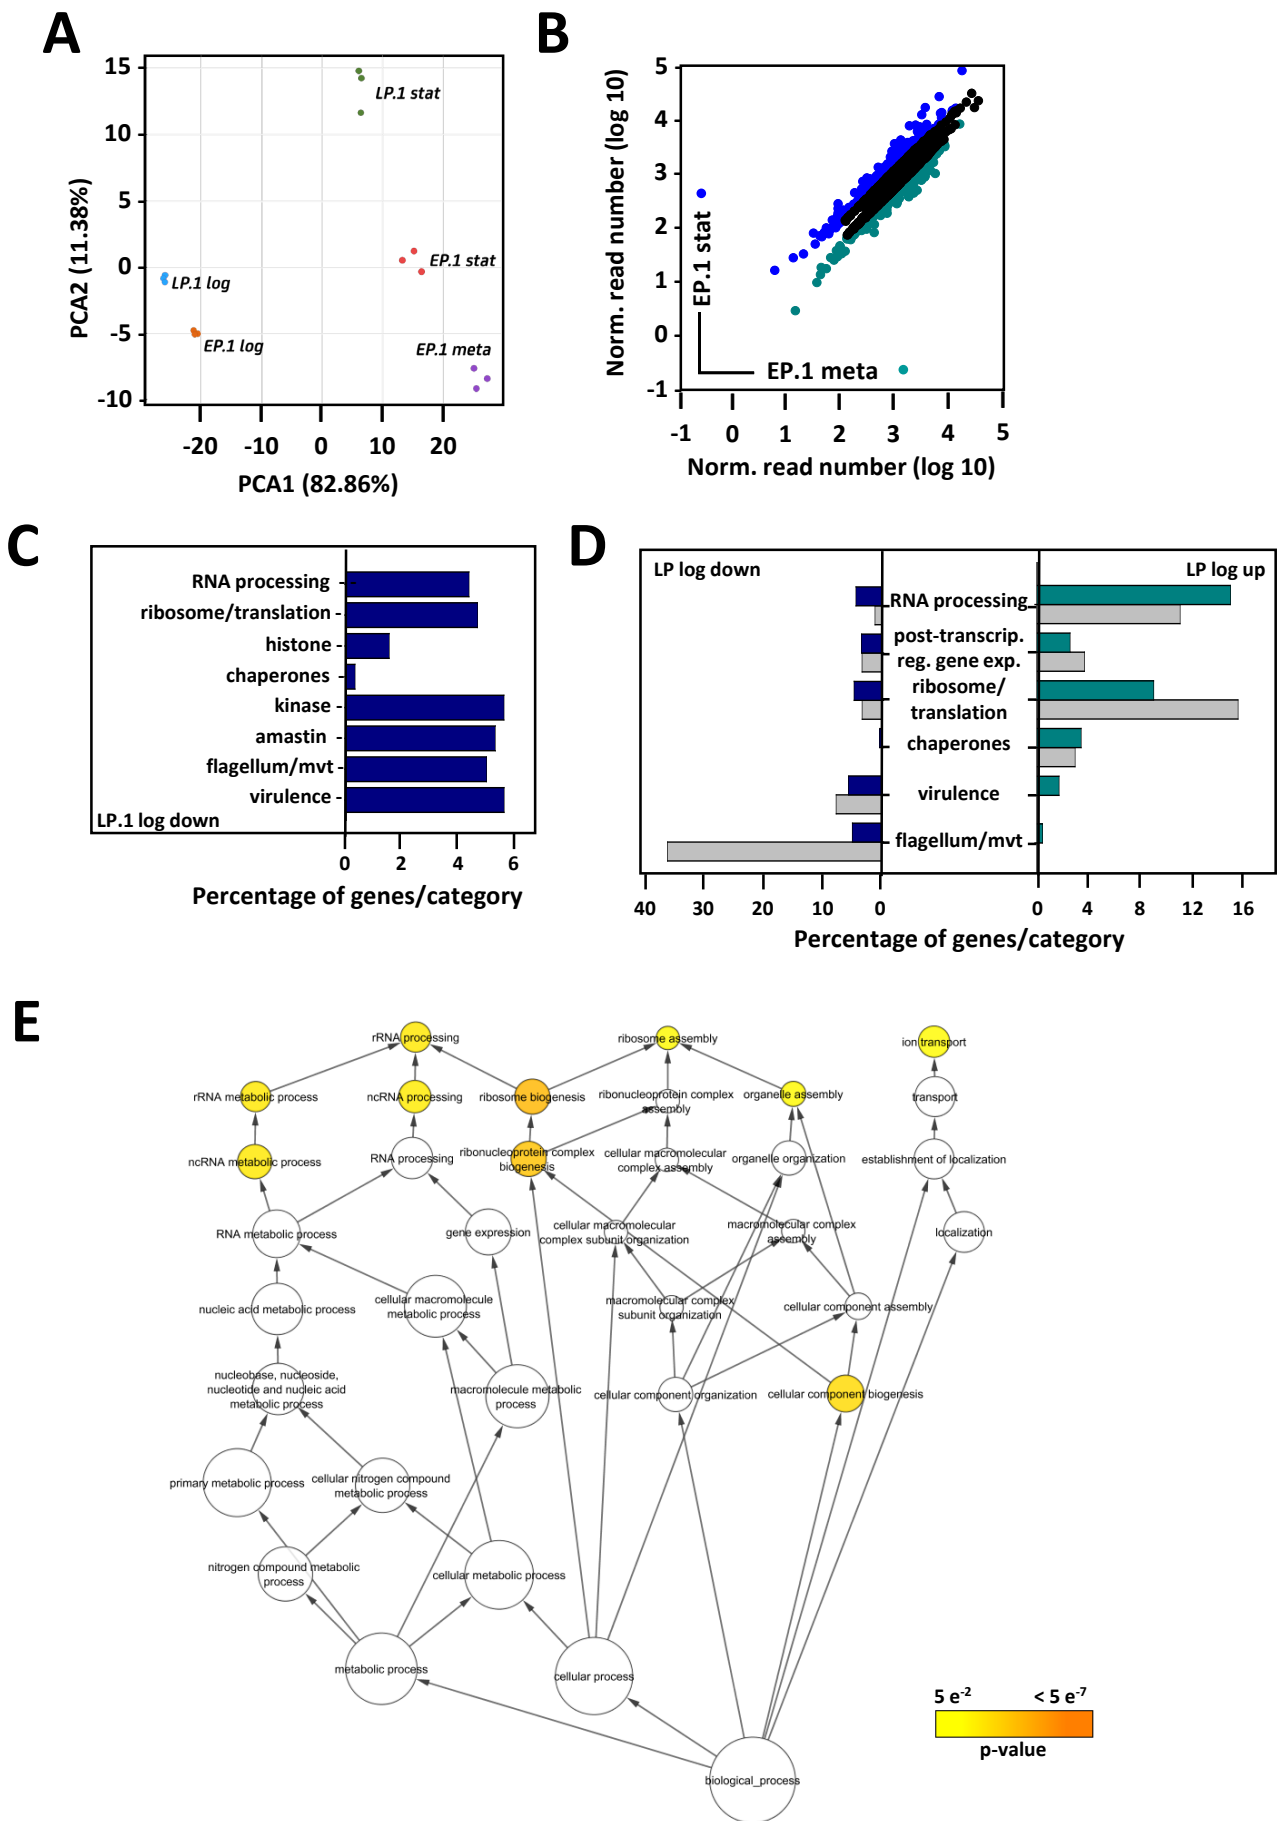 A
15
10
5
0
-5
-10
PCA2 (11.38%)
LP.1 stat
EP.1 stat
LP.1 log
EP.1 log
EP.1 meta
-20
-10
0
10
20
PCA1 (82.86%)
B
5
4
3
2
1
0
-1
Norm. read number (log 10)
EP.1 stat
EP.1 meta
-1
0
1
2
3
4
5
Norm. read number (log 10)
C
RNA processing
ribosome/translation
histone
chaperones
kinase
amastin
flagellum/mvt
virulence
LP.1 log down
0
2
4
6
Percentage of genes/category
D
LP log down
LP log up
RNA processing
post-transcrip.
reg. gene exp.
ribosome/
translation
chaperones
virulence
flagellum/mvt
40
30
20
10
0
0
4
8
12
16
Percentage of genes/category
E
rRNA processing
ribosome assembly
ion transport
rRNA metabolic process
ncRNA processing
ribosome biogenesis
ribonucleoprotein complex
assembly
organelle assembly
transport
ncRNA metabolic process
RNA processing
ribonucleoprotein complex
biogenesis
cellular macromolecular
complex assembly
organelle organization
establishment of localization
RNA metabolic process
gene expression
cellular macromolecular
complex subunit organization
macromolecular complex
assembly
localization
nucleic acid metabolic process
cellular macromolecule
metabolic process
macromolecular complex
subunit organization
cellular component assembly
nucleobase, nucleoside,
nucleotide and nucleic acid
metabolic process
macromolecule metabolic
process
cellular component organization
cellular component biogenesis
primary metabolic process
cellular nitrogen compound
metabolic process
nitrogen compound metabolic
process
cellular metabolic process
metabolic process
cellular process
biological_process
5 e-2
< 5 e-7
p-value